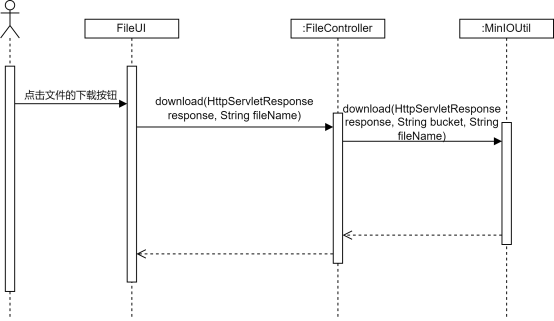 FileUI
:FileController
:MinIOUtil
点击文件的下载按钮
download(HttpServletResponse
response, String fileName)
download(HttpServletResponse
response, String bucket, String
fileName)